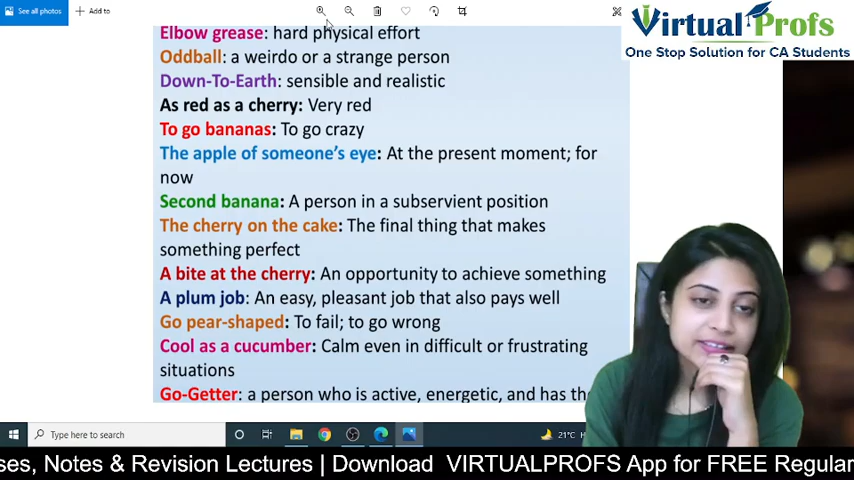 See all photos
Add to
Virtual Profs
One Stop Solution for CA Students
Elbow grease: hard physical effort
Oddball: a weirdo or a strange person
Down-To-Earth: sensible and realistic
As red as a cherry: Very red
To go bananas: To go crazy
The apple of someone's eye: At the present moment; for
now
Second banana: A person in a subservient position
The cherry on the cake: The final thing that makes
something perfect
A bite at the cherry: An opportunity to achieve something
A plum job: An easy, pleasant job that also pays well
Go pear-shaped: To fail; to go wrong
Cool as a cucumber: Calm even in difficult or frustrating
situations
Go-Getter: a person who is active, energetic, and has
Type here to search
21°C
Notes & Revision Lectures | Download VIRTUALPROFS App for FREE Regular